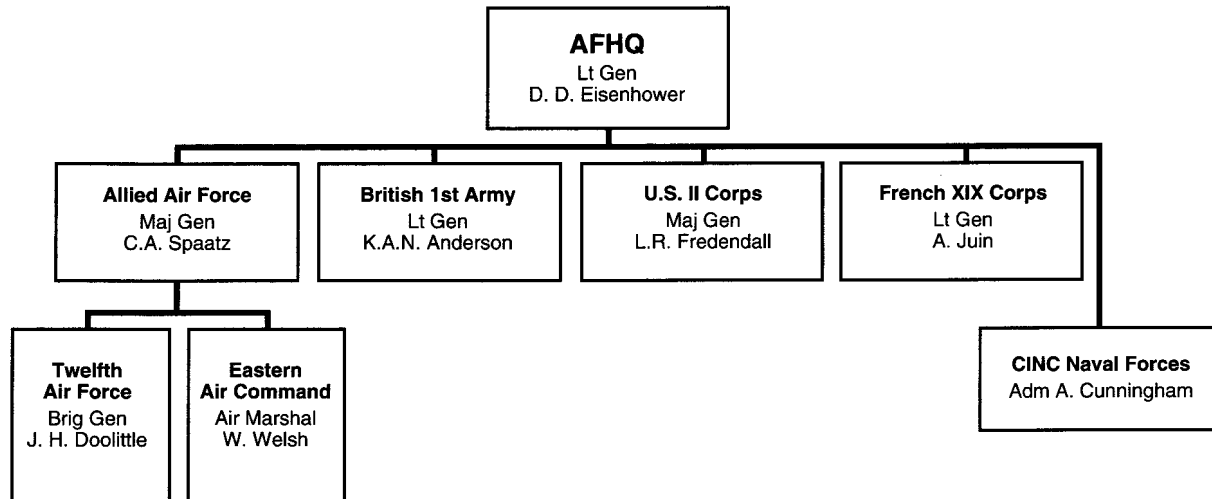 AFHQ
Lt Gen
D. D. Eisenhower
Allied Air Force
Maj Gen
C.A. Spaatz
British 1st Army
Lt Gen
K.A.N. Anderson
U.S. II Corps
Maj Gen
L.R. Fredendall
French XIX Corps
Lt Gen
A. Juin
Twelfth
Air Force
Brig Gen
J. H. Doolittle
Eastern
Air Command
Air Marshal
W. Welsh
CINC Naval Forces
Adm A. Cunningham